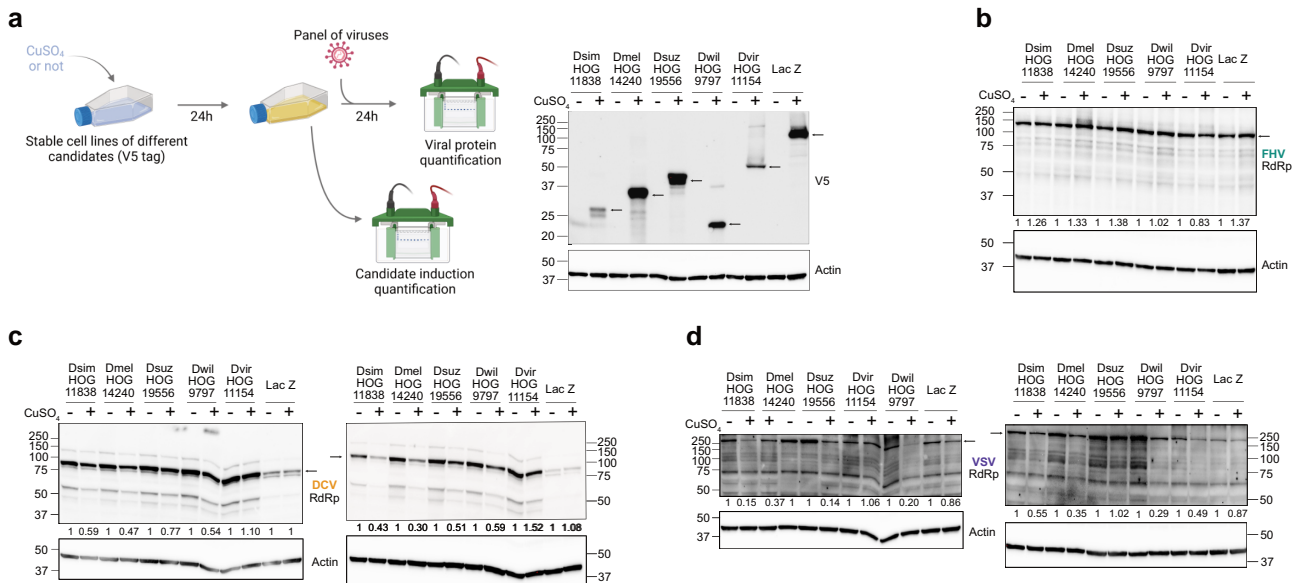 a
CuSO4
or not
24h
Stable cell lines of different
candidates (V5 tag)
Panel of viruses
24h
Viral protein
quantification
Candidate induction
quantification
Dsim Dmel Dsuz Dwil Dvir
HOG HOG HOG HOG HOG Lac Z
11838 14240 19556 9797 11154
CuSO4 - + - + - + - + - + - +
250
150
100
75
50
37
25
20
V5
50
37
Actin
b
Dsim Dmel Dsuz Dwil Dvir
HOG HOG HOG HOG HOG LacZ
11838 14240 19556 9797 11154
- + - + - + - + - + - +
250
150
100
75
50
37
FHV
RdRp
1 1.26 1 1.33 1 1.38 1 1.02 1 0.83 1 1.37
50
37
Actin
c
Dsim Dmel Dsuz Dwil Dvir
HOG HOG HOG HOG HOG Lac Z
11838 14240 19556 9797 11154
CuSO4 - + - + - + - + - + - +
250
150
100
75
50
37
1 0.59 1 0.47 1 0.77 1 0.54 1 1.10 1 1
50
37
Actin
DCV
RdRp
Dsim Dmel Dsuz Dwil Dvir
HOG HOG HOG HOG HOG Lac Z
11838 14240 19556 9797 11154
- + - + - + - + - + - +
250
150
100
75
50
1 0.43 1 0.30 1 0.51 1 0.59 1 1.52 1 1.08
50
37
d
Dsim Dmel Dsuz Dvir Dwil
HOG HOG HOG HOG HOG Lac Z
11838 14240 19556 11154 9797
CuSO4 - + - + - + - + - + - +
250
150
100
75
50
1 0.15 1 0.37 1 0.14 1 1.06 1 0.20 1 0.86
50
37
Actin
VSV
RdRp
Dsim Dmel Dsuz Dwil Dvir
HOG HOG HOG HOG HOG Lac Z
11838 14240 19556 9797 11154
- + - + - + - + - + - +
250
150
100
75
50
1 0.55 1 0.35 1 1.02 1 0.29 1 0.49 1 0.87
50
37